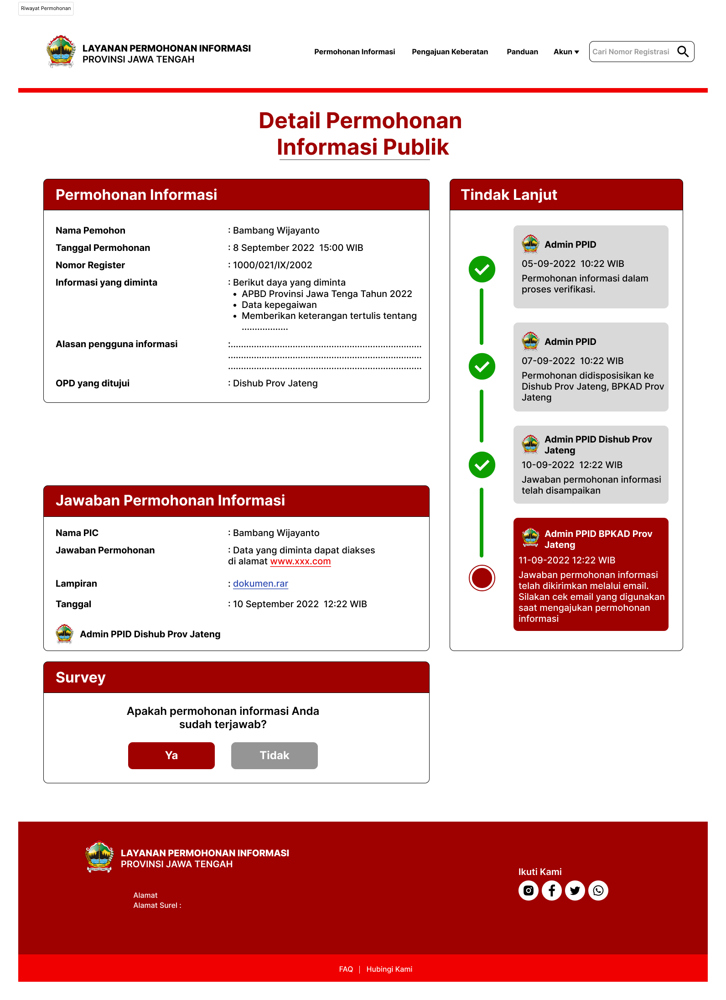 Riwayat Permohonan
LAYANAN PERMOHONAN INFORMASI
PROVINSI JAWA TENGAH
Permohonan Informasi
Pengajuan Keberatan
Panduan
Akun
Cari Nomor Registrasi
Detail Permohonan
Informasi Publik
Permohonan Informasi
Nama Pemohon : Bambang Wijayanto
Tanggal Permohonan : 8 September 2022 15:00 WIB
Nomor Register : 1000/021/IX/2002
Informasi yang diminta : Berikut daya yang diminta
• APBD Provinsi Jawa Tenga Tahun 2022
• Data kepegaiwan
• Memberikan keterangan tertulis tentang
..................
Alasan pengguna informasi :..........................................................................
...........................................................................
...........................................................................
OPD yang ditujui : Dishub Prov Jateng
Tindak Lanjut
Admin PPID
05-09-2022 10:22 WIB
Permohonan informasi dalam
proses verifikasi.
Admin PPID
07-09-2022 10:22 WIB
Permohonan didisposisikan ke
Dishub Prov Jateng, BPKAD Prov
Jateng
Admin PPID Dishub Prov
Jateng
10-09-2022 12:22 WIB
Jawaban permohonan informasi
telah disampaikan
Admin PPID BPKAD Prov
Jateng
11-09-2022 12:22 WIB
Jawaban permohonan informasi
telah dikirimkan melalui email.
Silakan cek email yang digunakan
saat mengajukan permohonan
informasi
Jawaban Permohonan Informasi
Nama PIC : Bambang Wijayanto
Jawaban Permohonan : Data yang diminta dapat diakses
di alamat www.xxx.com
Lampiran : dokumen.rar
Tanggal : 10 September 2022 12:22 WIB
Admin PPID Dishub Prov Jateng
Survey
Apakah permohonan informasi Anda
sudah terjawab?
Ya
Tidak
LAYANAN PERMOHONAN INFORMASI
PROVINSI JAWA TENGAH
Alamat
Alamat Surel :
Ikuti Kami
FAQ | Hubingi Kami